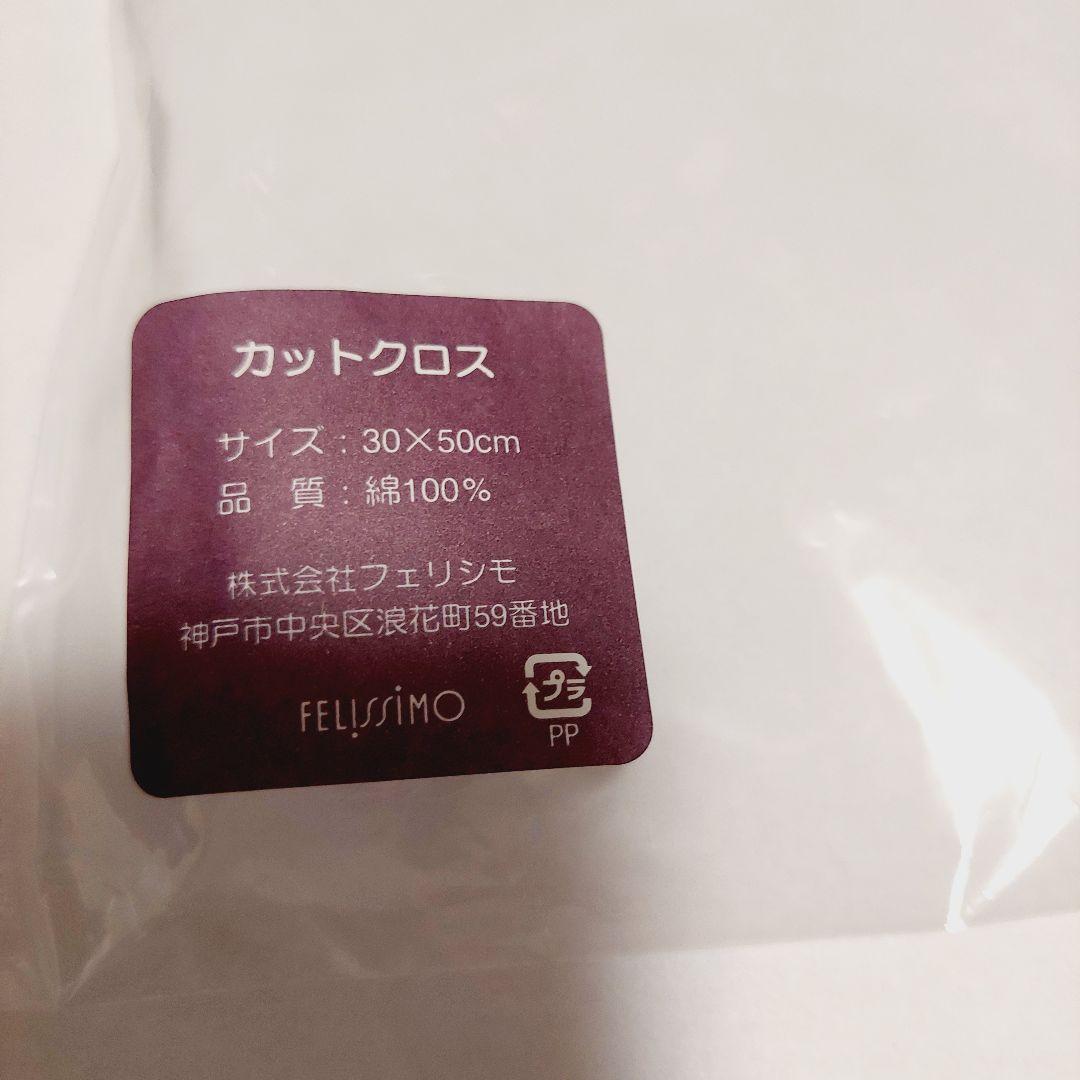 カットクロス
サイズ：30×50cm
品　質：綿100%
株式会社フェリシモ
神戸市中央区浪花町59番地
FELISSIMO
プラ
PP